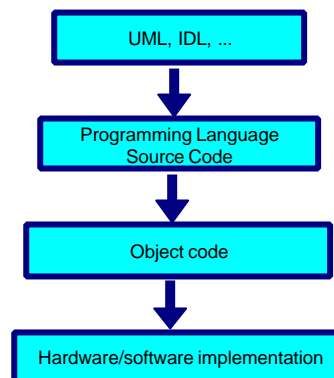 UML, IDL, ...
Programming Language
Source Code
Object code
Hardware/software implementation